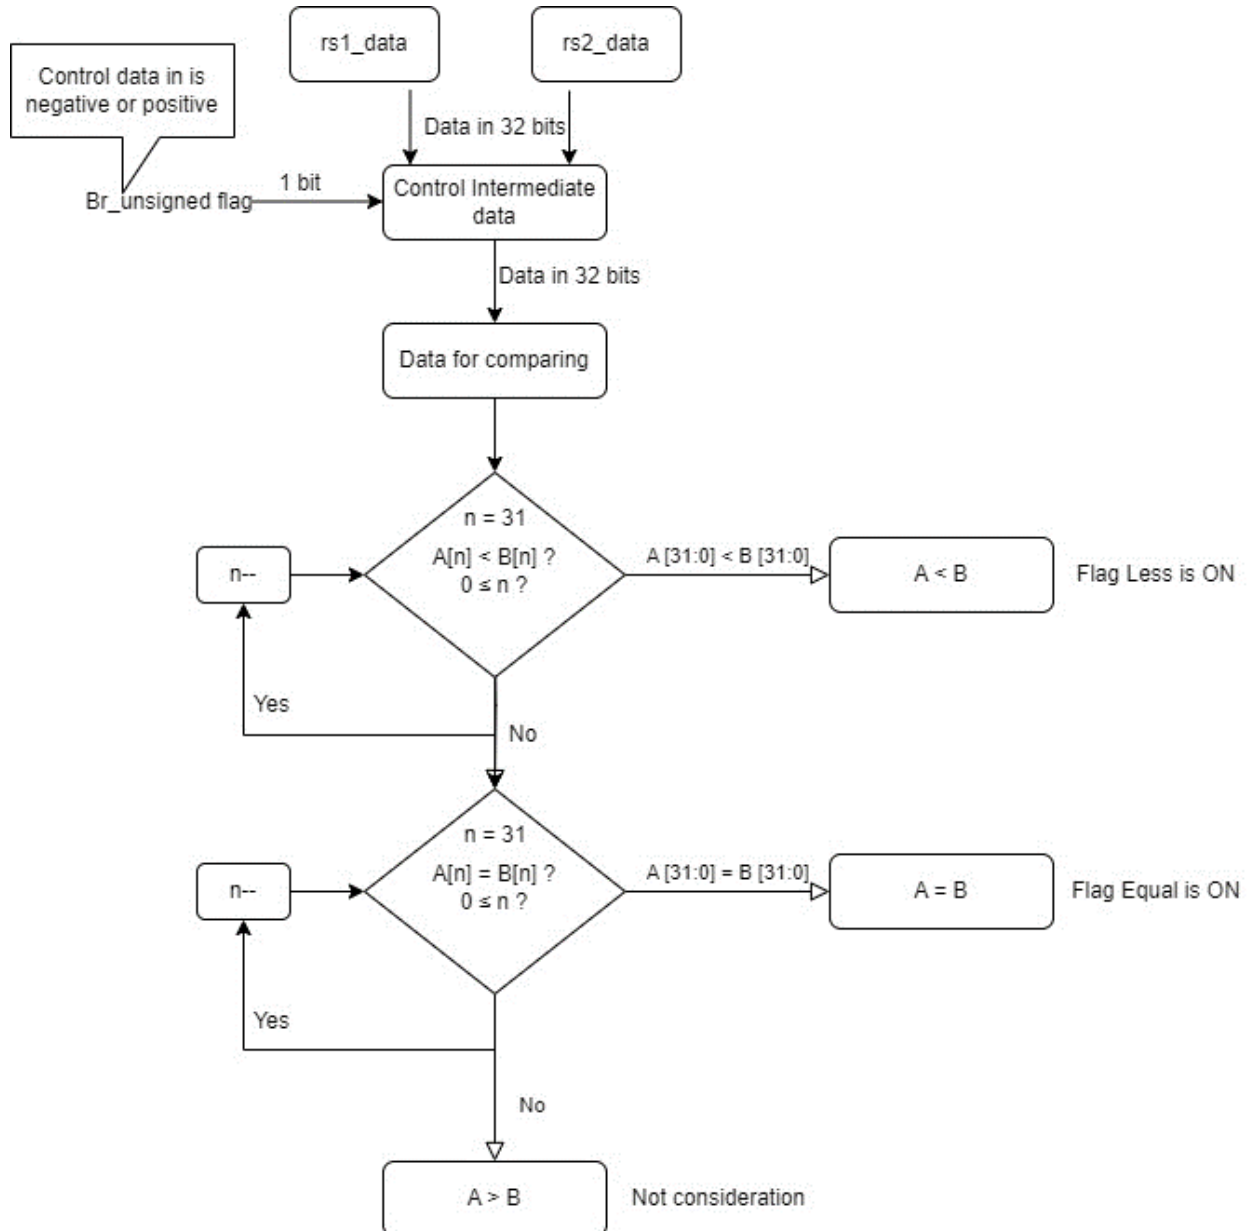 rs1_data
rs2_data
Control data in is
negative or positive
Data in 32 bits
Br_unsigned flag
1 bit
Control Intermediate
data
Data in 32 bits
Data for comparing
n = 31
A[n] < B[n] ?
0 ≤ n ?
n--
A [31:0] < B [31:0]
A < B
Flag Less is ON
Yes
No
n = 31
A[n] = B[n] ?
0 ≤ n ?
n--
A [31:0] = B [31:0]
A = B
Flag Equal is ON
Yes
No
A > B
Not consideration